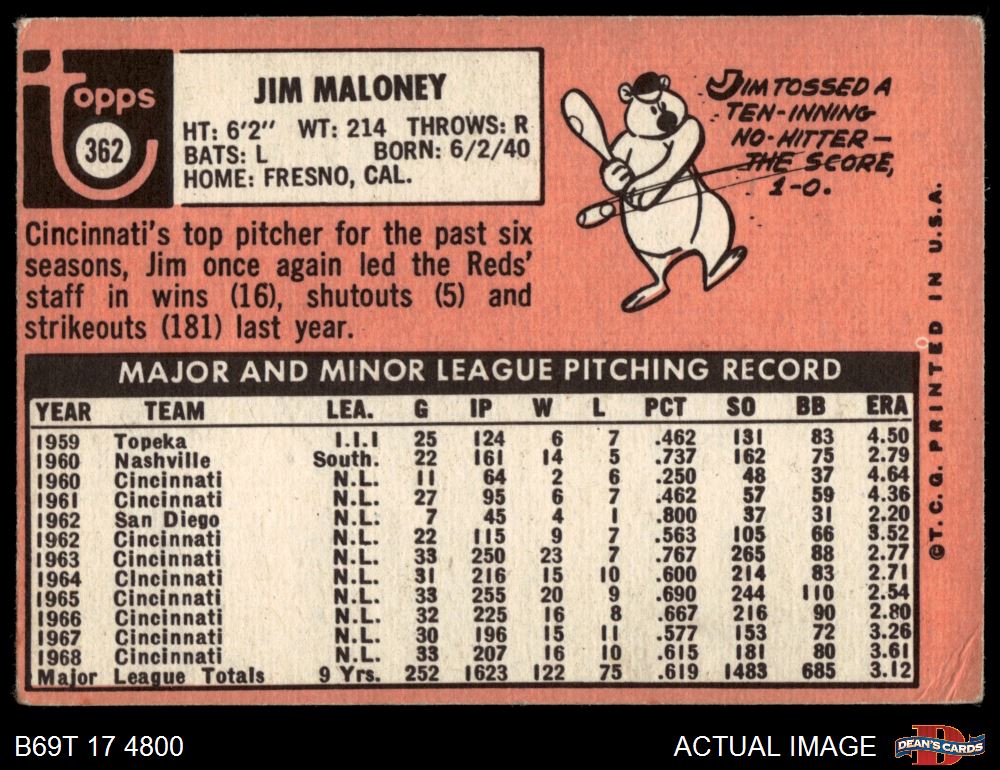 Topps
362
JIM MALONEY
HT: 6'2" WT: 214 THROWS: R
BATS: L BORN: 6/2/40
HOME: FRESNO, CAL.
JIM TOSSED A
TEN-INNING
NO-HITTER—
THE SCORE,
1-0.
Cincinnati's top pitcher for the past six
seasons, Jim once again led the Reds'
staff in wins (16), shutouts (5) and
strikeouts (181) last year.
MAJOR AND MINOR LEAGUE PITCHING RECORD
YEAR TEAM LEA. G IP W L PCT SO BB ERA
1959 Topeka I.I.I 25 124 6 7 .462 131 83 4.50
1960 Nashville South. 22 161 14 5 .737 162 75 2.79
1960 Cincinnati N.L. 11 64 2 6 .250 48 37 4.64
1961 Cincinnati N.L. 27 95 6 7 .462 57 59 4.36
1962 San Diego N.L. 7 45 4 1 .800 37 31 2.20
1962 Cincinnati N.L. 22 115 9 7 .563 105 66 3.52
1963 Cincinnati N.L. 33 250 23 7 .767 265 88 2.77
1964 Cincinnati N.L. 31 216 15 10 .600 214 83 2.71
1965 Cincinnati N.L. 33 255 20 9 .690 244 110 2.54
1966 Cincinnati N.L. 32 225 16 8 .667 216 90 2.80
1967 Cincinnati N.L. 30 196 15 11 .577 153 72 3.26
1968 Cincinnati N.L. 33 207 16 10 .615 181 80 3.61
Major League Totals 9 Yrs. 252 1623 122 75 .619 1483 685 3.12
©T.C.G. PRINTED IN U.S.A.
B69T 17 4800
ACTUAL IMAGE
DEAN'S CARDS